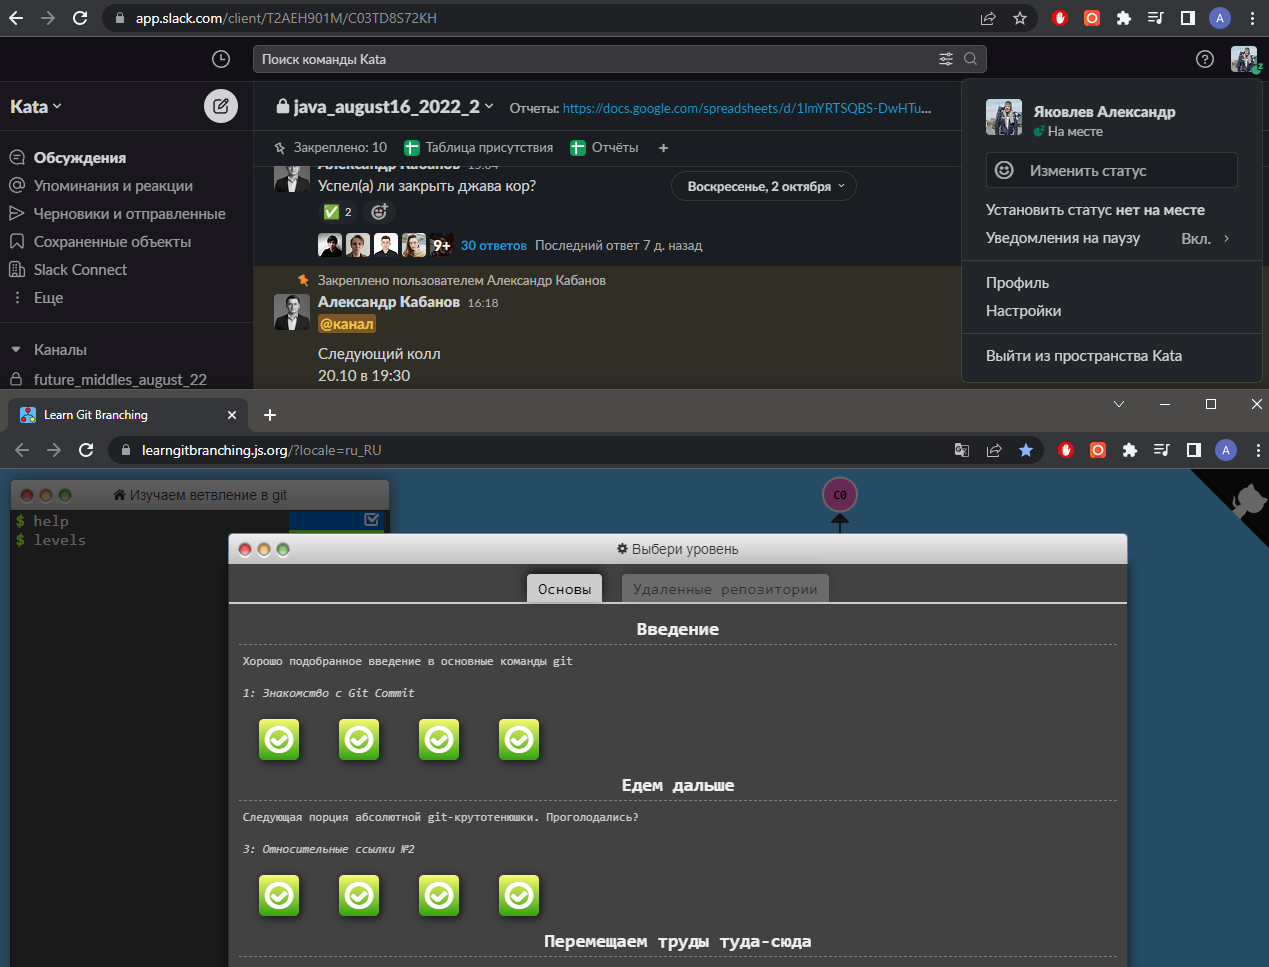 app.slack.com/client/T2AEH901M/C03TD8S72KH
A
Поиск команды Kata
Kata
java_august16_2022_2
Отчеты: https://docs.google.com/spreadsheets/d/1lmYRTSQBS-DwHTu...
Яковлев Александр
На месте
Закреплено: 10
Таблица присутствия
Отчёты
+
Обсуждения
Упоминания и реакции
Черновики и отправленные
Сохраненные объекты
Slack Connect
Еще
Каналы
future_middles_august_22
Александр Кабанов 15:04
Успел(а) ли закрыть джава кор?
Воскресенье, 2 октября
2
9+
30 ответов Последний ответ 7 д. назад
Закреплено пользователем Александр Кабанов
Александр Кабанов 16:18
@канал
Следующий колл
20.10 в 19:30
Изменить статус
Установить статус нет на месте
Уведомления на паузу Вкл.
Профиль
Настройки
Выйти из пространства Kata
Learn Git Branching
learngitbranching.js.org/?locale=ru_RU
A
Изучаем ветвление в git
$ help
$ levels
C0
Выбери уровень
Основы
Удаленные репозитории
Введение
Хорошо подобранное введение в основные команды git
1: Знакомство с Git Commit
Едем дальше
Следующая порция абсолютной git-крутотенюшки. Проголодались?
3: Относительные ссылки №2
Перемещаем труды туда-сюда